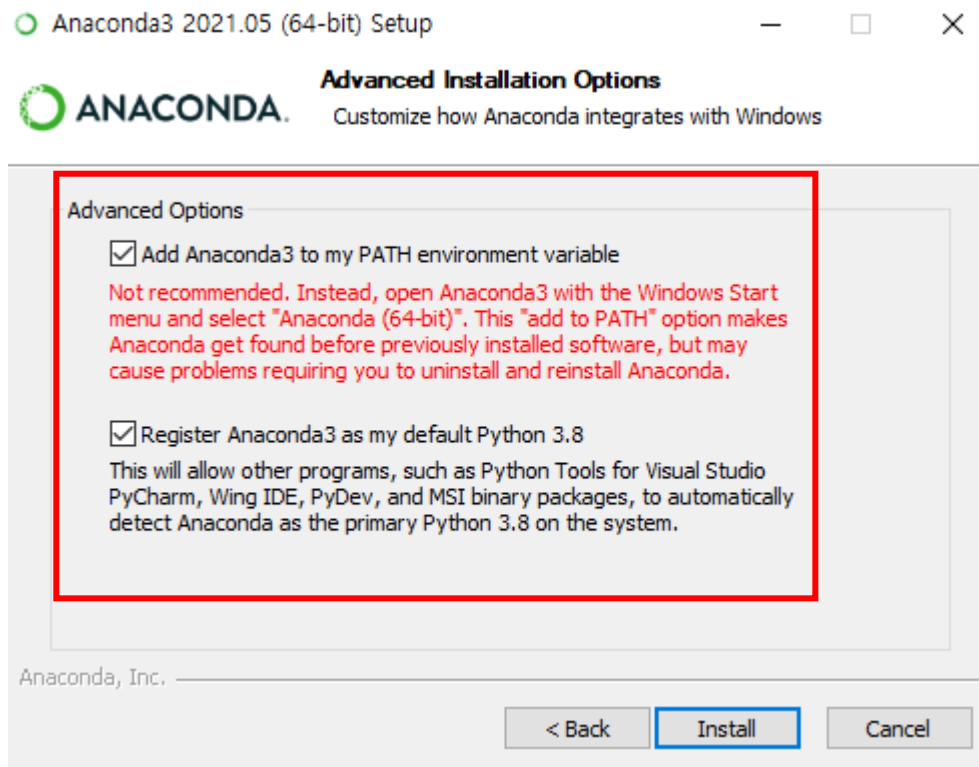 Anaconda3 2021.05 (64-bit) Setup
ANACONDA.
Advanced Installation Options
Customize how Anaconda integrates with Windows
Advanced Options
Add Anaconda3 to my PATH environment variable
Not recommended. Instead, open Anaconda3 with the Windows Start
menu and select "Anaconda (64-bit)". This "add to PATH" option makes
Anaconda get found before previously installed software, but may
cause problems requiring you to uninstall and reinstall Anaconda.
Register Anaconda3 as my default Python 3.8
This will allow other programs, such as Python Tools for Visual Studio
PyCharm, Wing IDE, PyDev, and MSI binary packages, to automatically
detect Anaconda as the primary Python 3.8 on the system.
Anaconda, Inc.
< Back
Install
Cancel